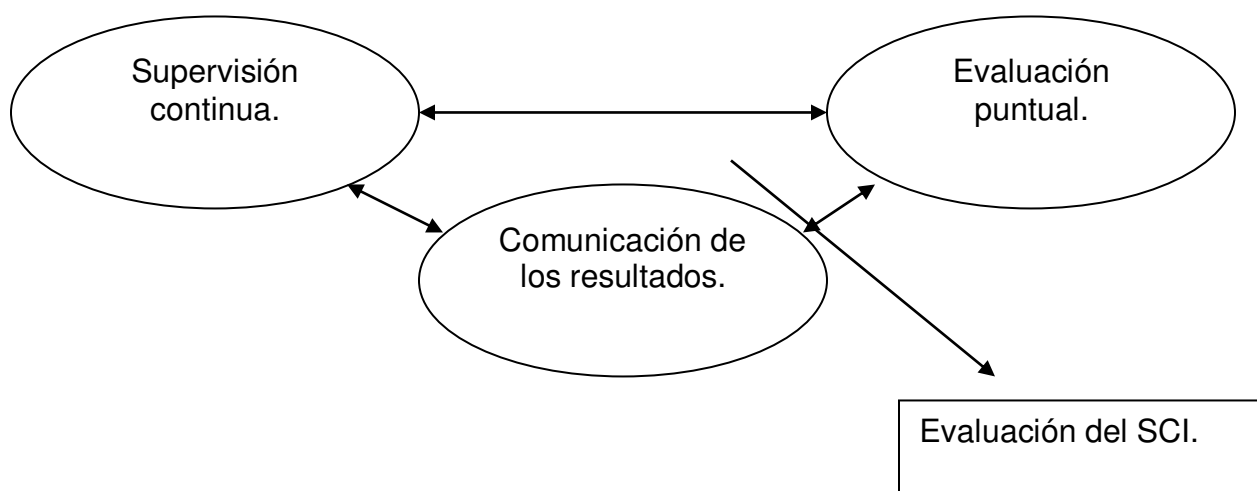 Supervisión
continua.
Evaluación
puntual.
Comunicación de
los resultados.
Evaluación del SCI.